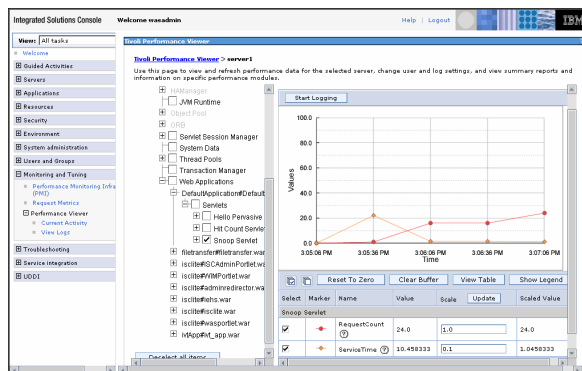 Integrated Solutions Console Welcome wasadmin Help | Logout IBM
View: All tasks
Welcome
Guided Activities
Servers
Applications
Resources
Security
Environment
System administration
Users and Groups
Monitoring and Tuning
Performance Monitoring Infra
(PMI)
Request Metrics
Performance Viewer
Current Activity
View Logs
Troubleshooting
Service integration
UDDI
Tivoli Performance Viewer
Tivoli Performance Viewer > server1
Use this page to view and refresh performance data for the selected server, change user and log settings, and view summary reports and
information on specific performance modules.
HAManager
JVM Runtime
Object Pool
ORB
Servlet Session Manager
System Data
Thread Pools
Transaction Manager
Web Applications
DefaultApplication#Default
Servlets
Hello Pervasive
Hit Count Servle
Snoop Servlet
filetransfer#filetransfer.war
isclite#ISCAdminPortlet.wa
isclite#WIMPortlet.war
isclite#adminredirector.war
isclite#iehs.war
isclite#isclite.war
isclite#wasportlet.war
ivtApp#ivt_app.war
Deselect all items
Start Logging
100.0
80.0
60.0
40.0
20.0
0.0
Values
3:05:06 PM 3:05:36 PM 3:06:06 PM 3:06:38 PM 3:07:08 PM
Time
Reset To Zero Clear Buffer View Table Show Legend
Select Marker Name Value Scale Update Scaled Value
Snoop Servlet
RequestCount 24.0 1.0 24.0
ServiceTime 10.458333 0.1 1.0458333